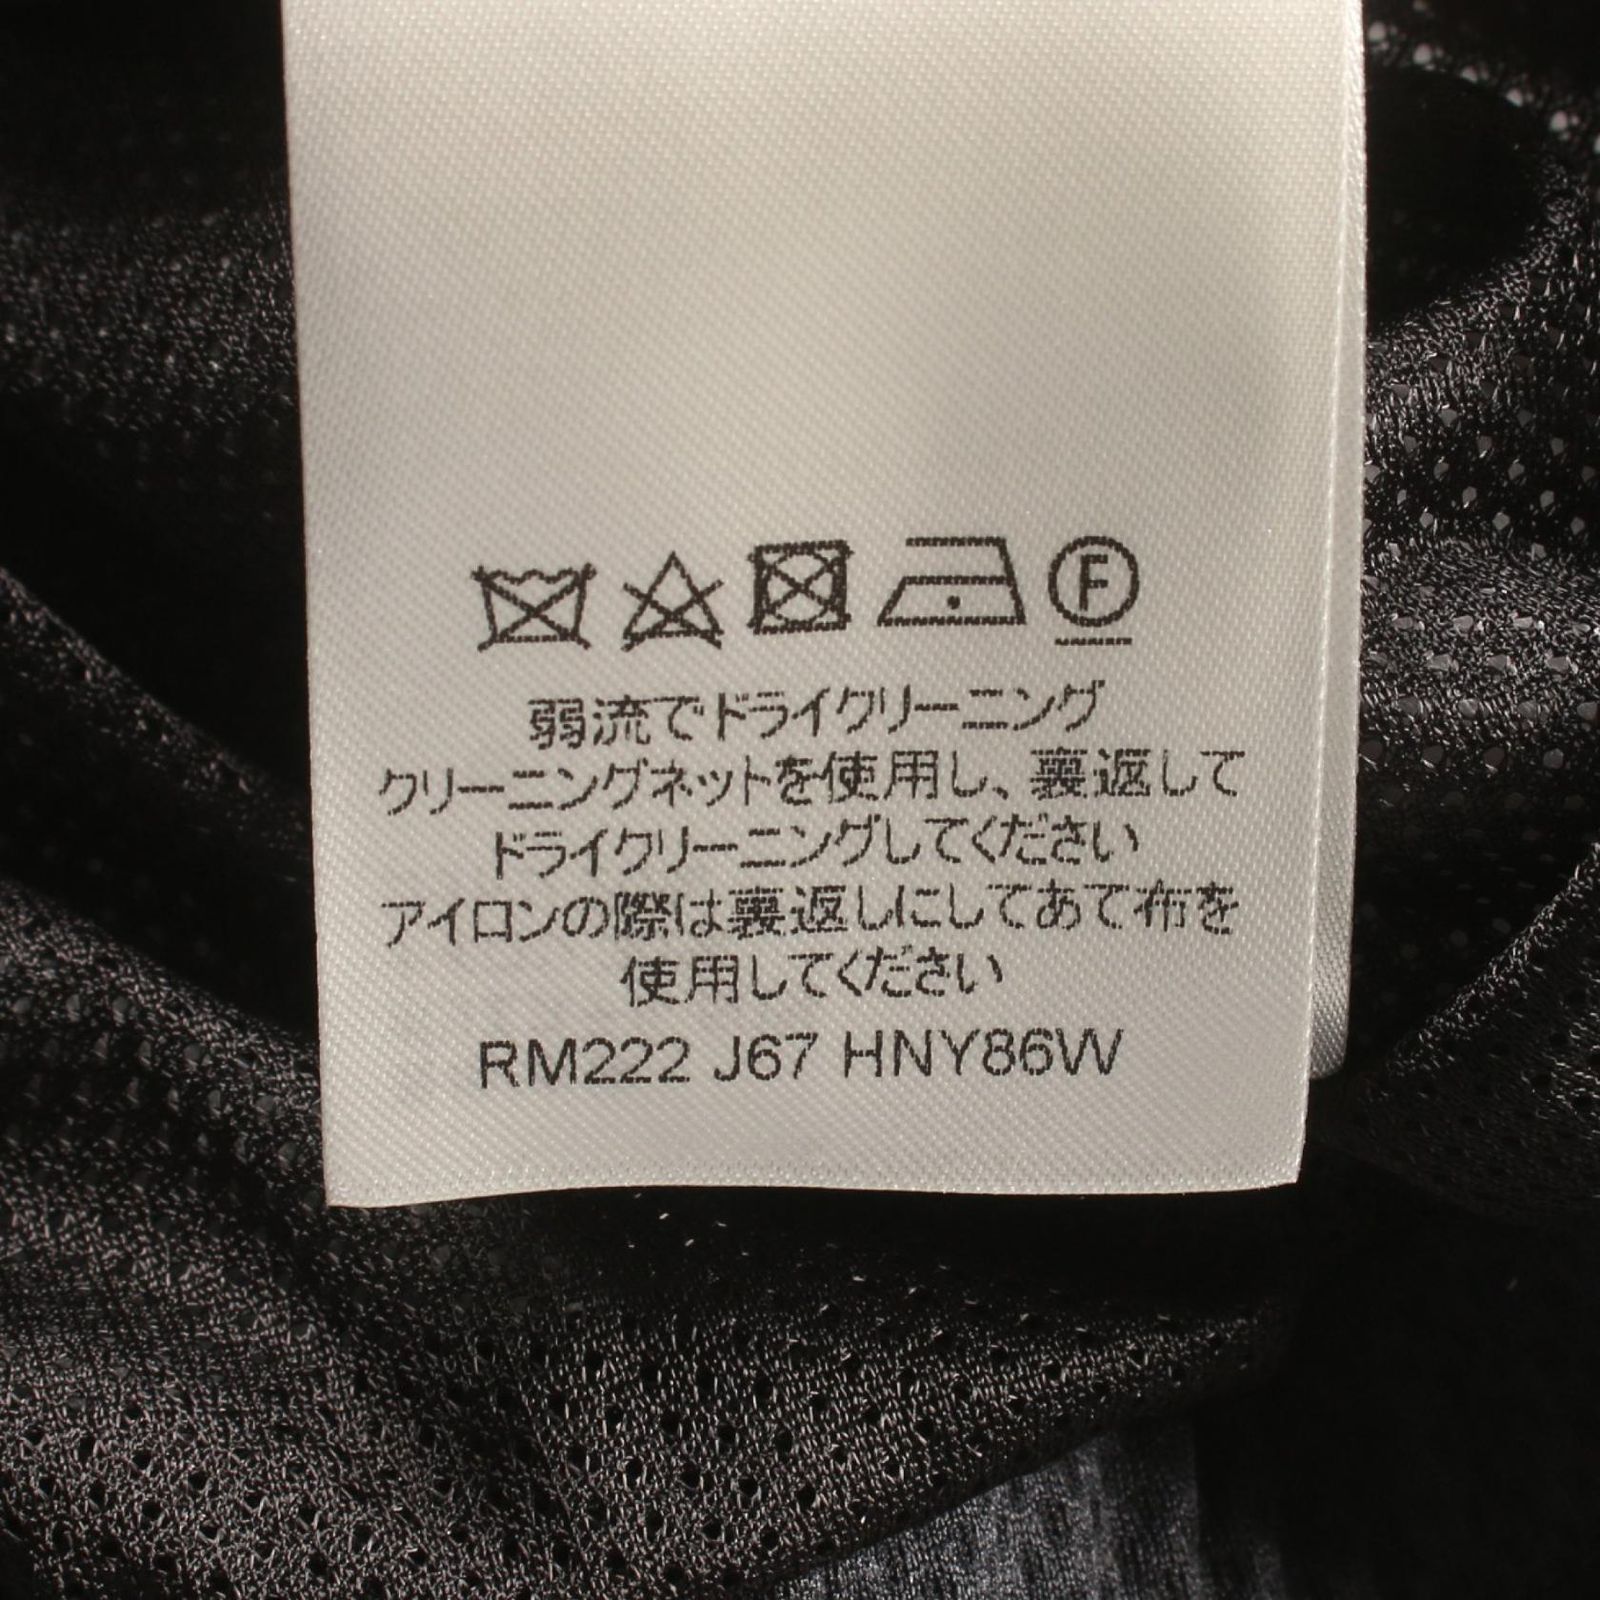 F
弱流でドライクリーニング
クリーニングネットを使用し、裏返して
ドライクリーニングしてください
アイロンの際は裏返しにしてあて布を
使用してください
RM222 J67 HNY86W